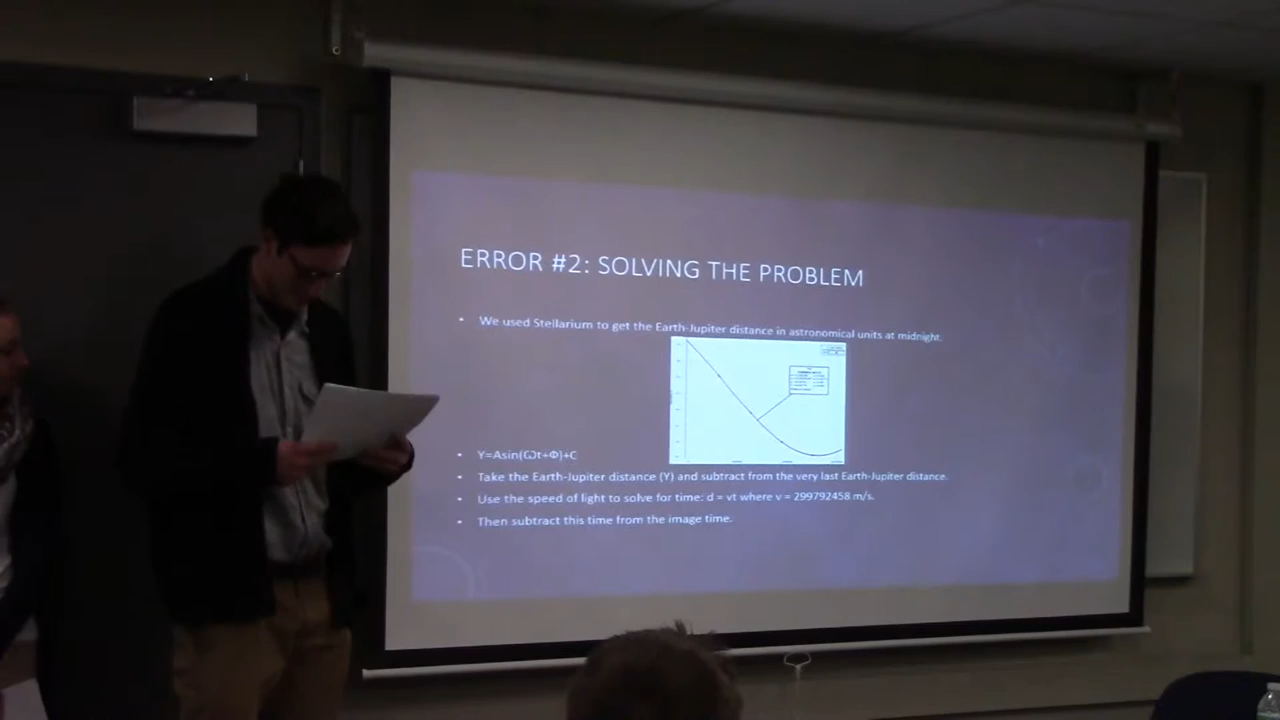 ERROR #2: SOLVING THE PROBLEM
• We used Stellarium to get the Earth-Jupiter distance in astronomical units at midnight.
• Y=Asin(ωt+Φ)+C
• Take the Earth-Jupiter distance (Y) and subtract from the very last Earth-Jupiter distance.
• Use the speed of light to solve for time: d = vt where v = 299792458 m/s.
• Then subtract this time from the image time.